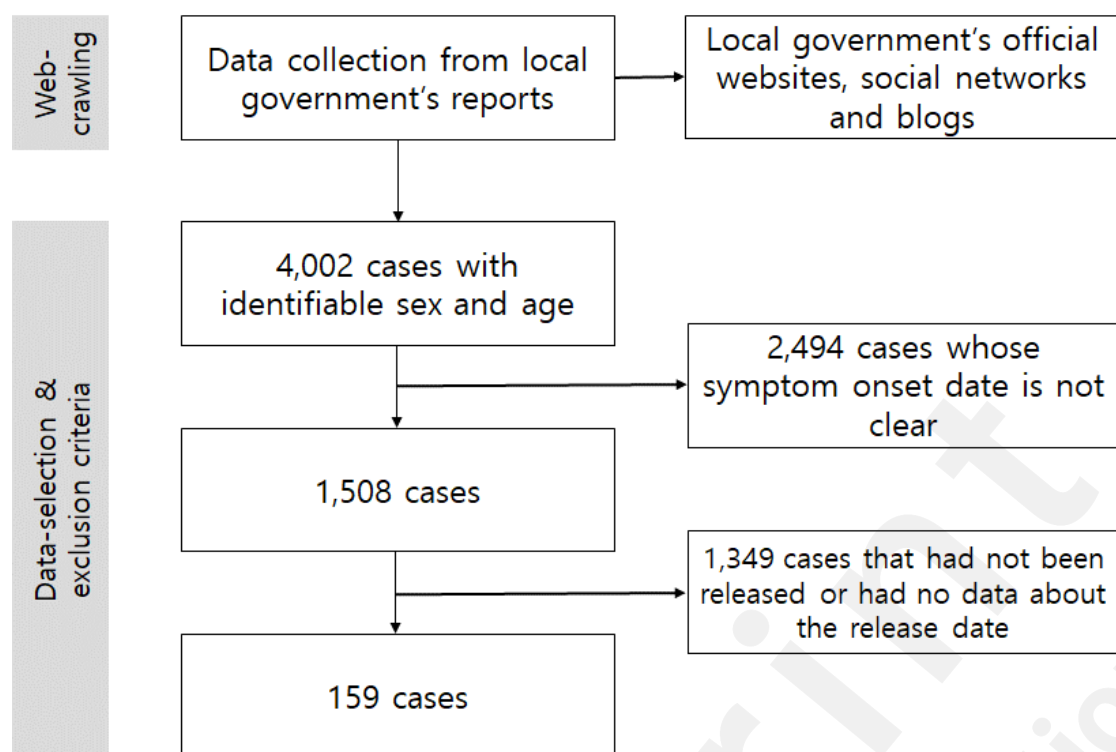 Web-
crawling
Data collection from local
government's reports
Local government's official
websites, social networks
and blogs
Data-selection &
exclusion criteria
4,002 cases with
identifiable sex and age
2,494 cases whose
symptom onset date is not
clear
1,508 cases
1,349 cases that had not been
released or had no data about
the release date
159 cases